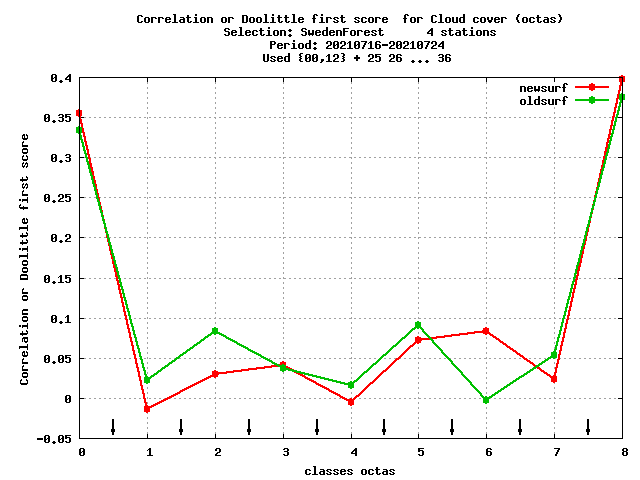 Correlation or Doolittle first score  for Cloud cover (octas)
Selection: SwedenForest      4 stations
Period: 20210716-20210724
Used {00,12} + 25 26 ... 36
newsurf
oldsurf
Correlation or Doolittle first score
0.4
0.35
0.3
0.25
0.2
0.15
0.1
0.05
0
-0.05
0 1 2 3 4 5 6 7 8
classes octas